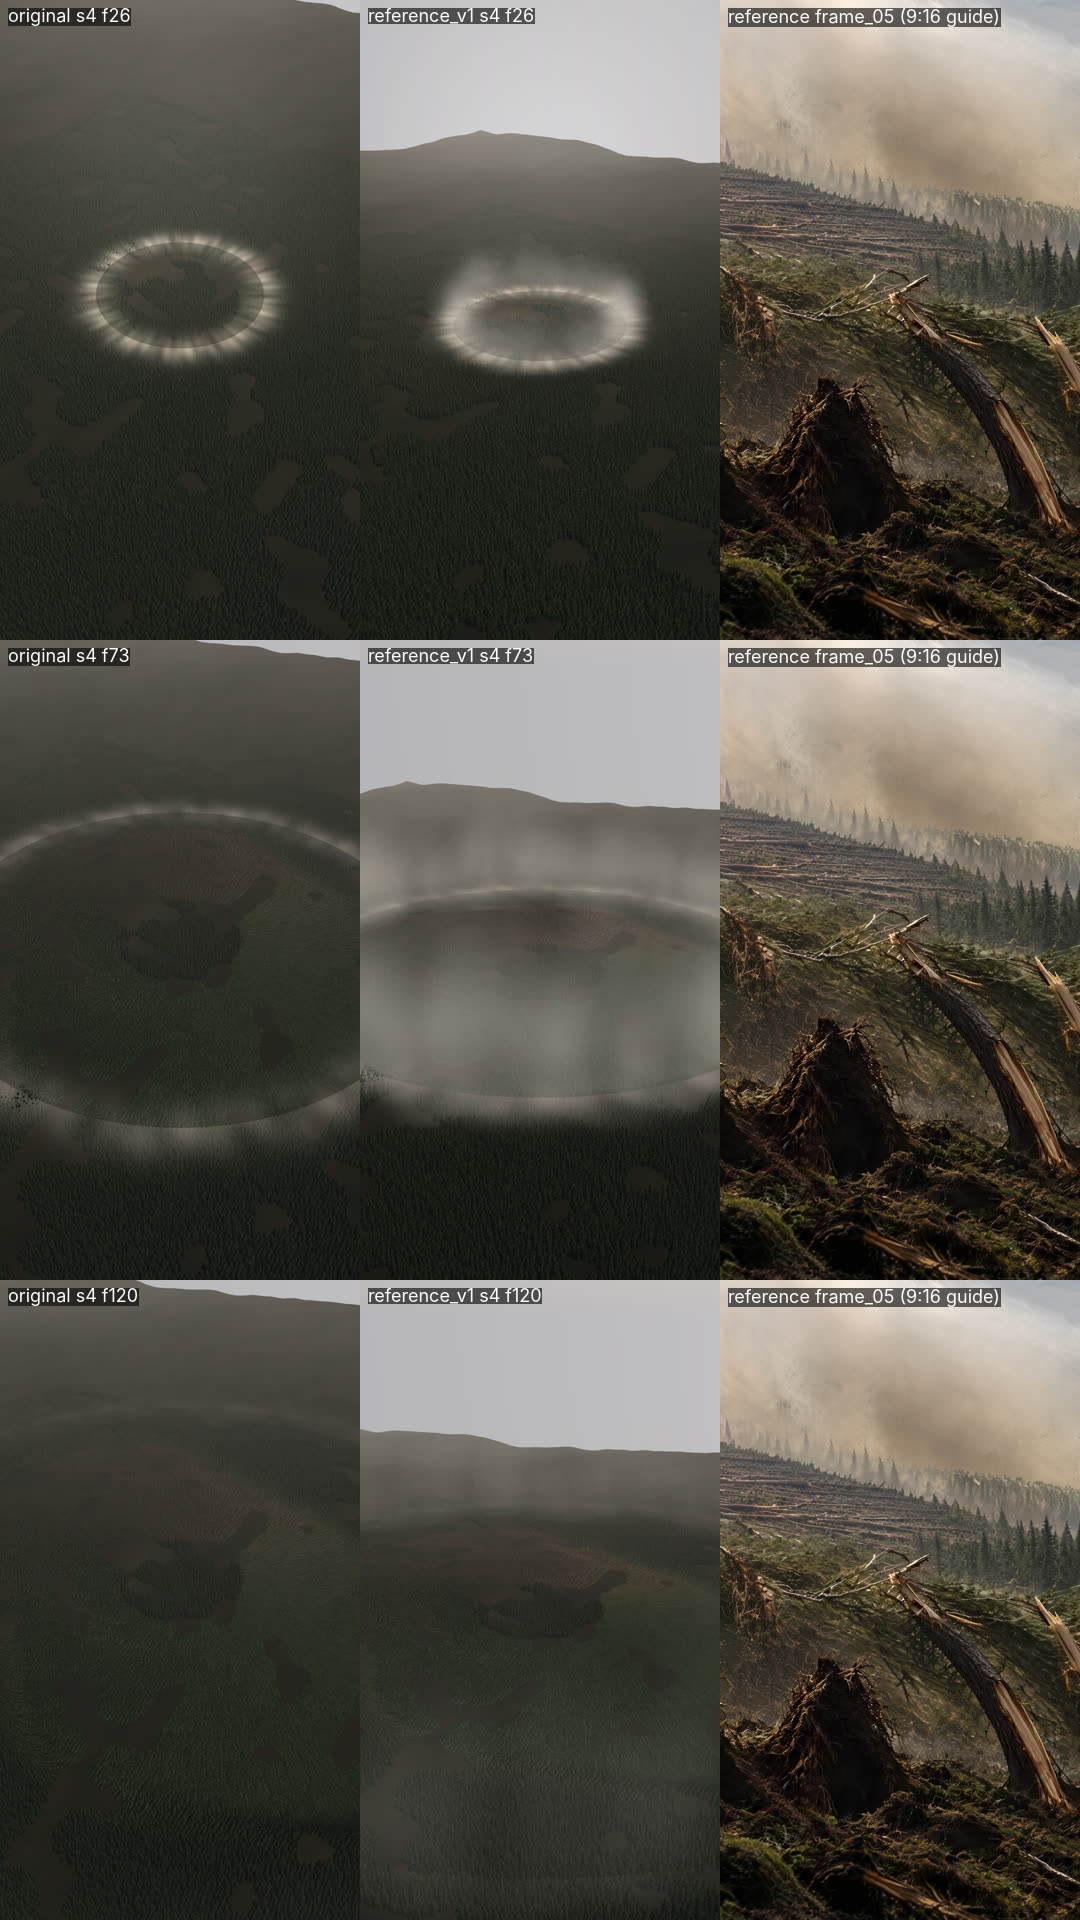 original s4 f26
reference_v1 s4 f26
reference frame_05 (9:16 guide)
original s4 f73
reference_v1 s4 f73
reference frame_05 (9:16 guide)
original s4 f120
reference_v1 s4 f120
reference frame_05 (9:16 guide)